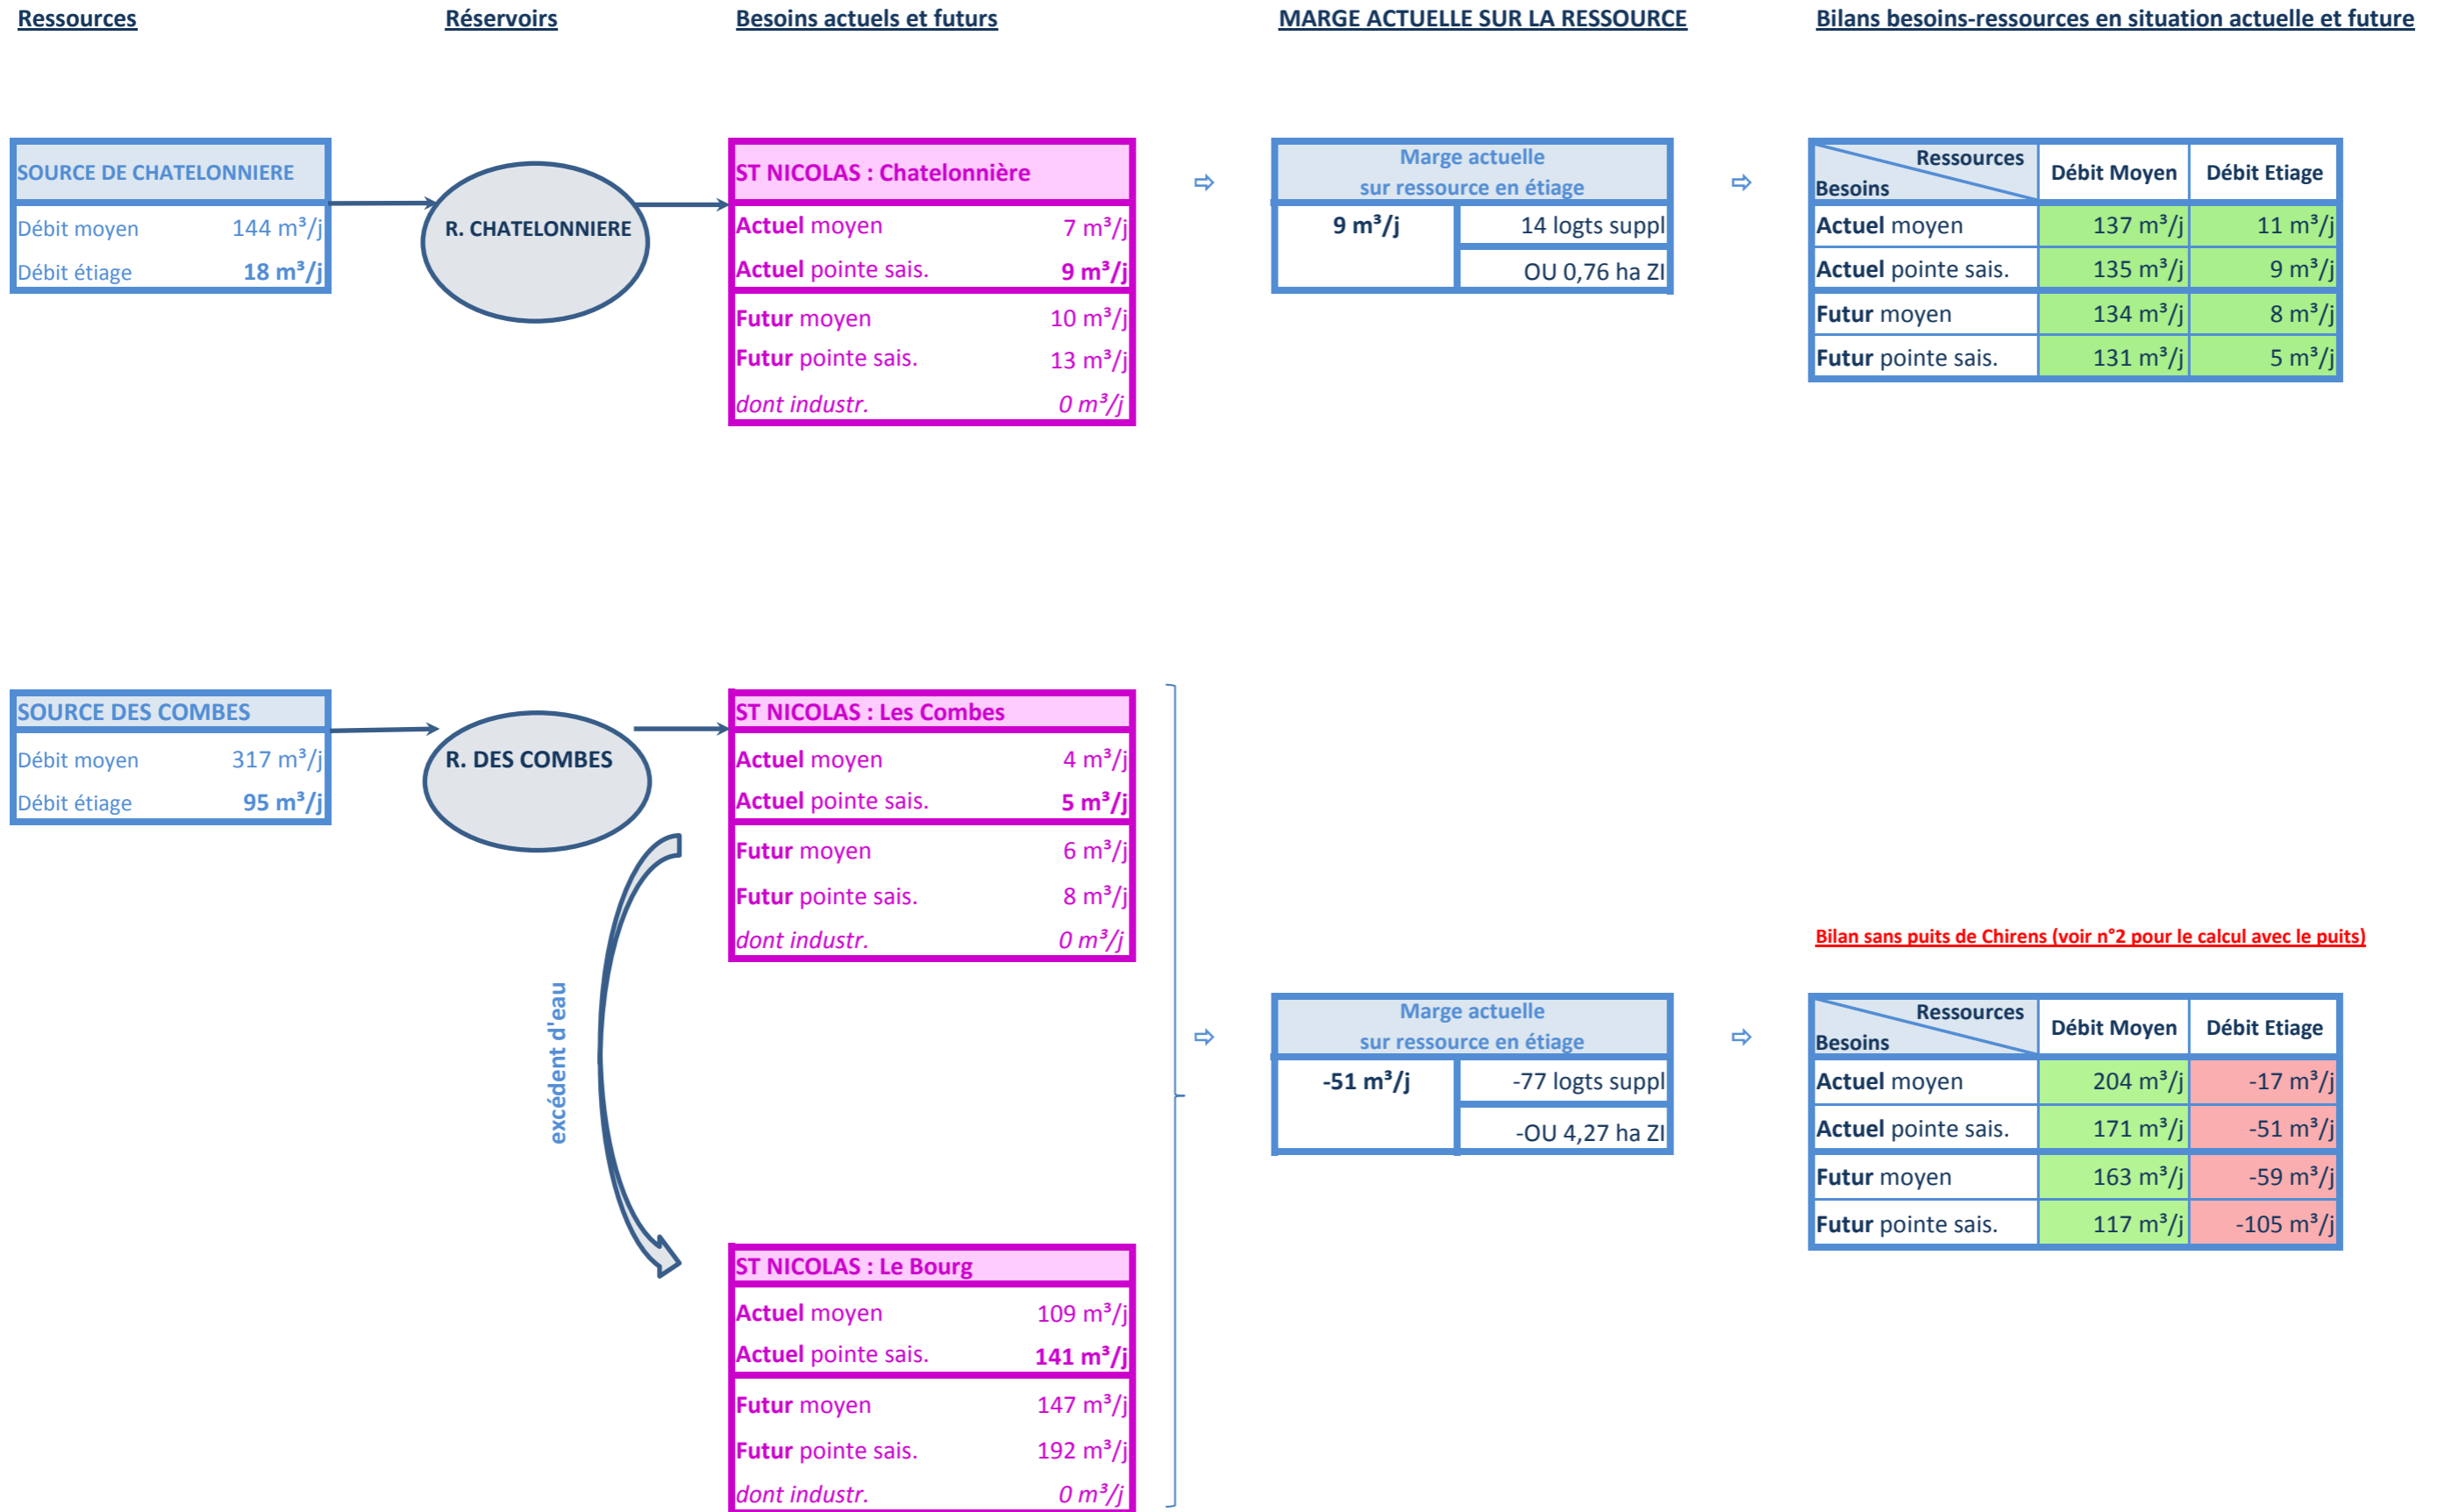 Ressources	Réservoirs	Besoins actuels et futurs	MARGE ACTUELLE SUR LA RESSOURCE	Bilans besoins-ressources en situation actuelle et future
SOURCE DE CHATELONNIERE
Débit moyen 144 m³/j
Débit étiage 18 m³/j
R. CHATELONNIERE
ST NICOLAS : Chatelonnière
Actuel moyen 7 m³/j
Actuel pointe sais. 9 m³/j
Futur moyen 10 m³/j
Futur pointe sais. 13 m³/j
dont industr. 0 m³/j
⇨
Marge actuelle
sur ressource en étiage
9 m³/j 14 logts suppl
OU 0,76 ha ZI
⇨
Ressources
Besoins
Débit Moyen Débit Etiage
Actuel moyen 137 m³/j 11 m³/j
Actuel pointe sais. 135 m³/j 9 m³/j
Futur moyen 134 m³/j 8 m³/j
Futur pointe sais. 131 m³/j 5 m³/j
SOURCE DES COMBES
Débit moyen 317 m³/j
Débit étiage 95 m³/j
R. DES COMBES
ST NICOLAS : Les Combes
Actuel moyen 4 m³/j
Actuel pointe sais. 5 m³/j
Futur moyen 6 m³/j
Futur pointe sais. 8 m³/j
dont industr. 0 m³/j
excédent d'eau
ST NICOLAS : Le Bourg
Actuel moyen 109 m³/j
Actuel pointe sais. 141 m³/j
Futur moyen 147 m³/j
Futur pointe sais. 192 m³/j
dont industr. 0 m³/j
⇨
Marge actuelle
sur ressource en étiage
-51 m³/j -77 logts suppl
-OU 4,27 ha ZI
⇨
Bilan sans puits de Chirens (voir n°2 pour le calcul avec le puits)
Ressources
Besoins
Débit Moyen Débit Etiage
Actuel moyen 204 m³/j -17 m³/j
Actuel pointe sais. 171 m³/j -51 m³/j
Futur moyen 163 m³/j -59 m³/j
Futur pointe sais. 117 m³/j -105 m³/j